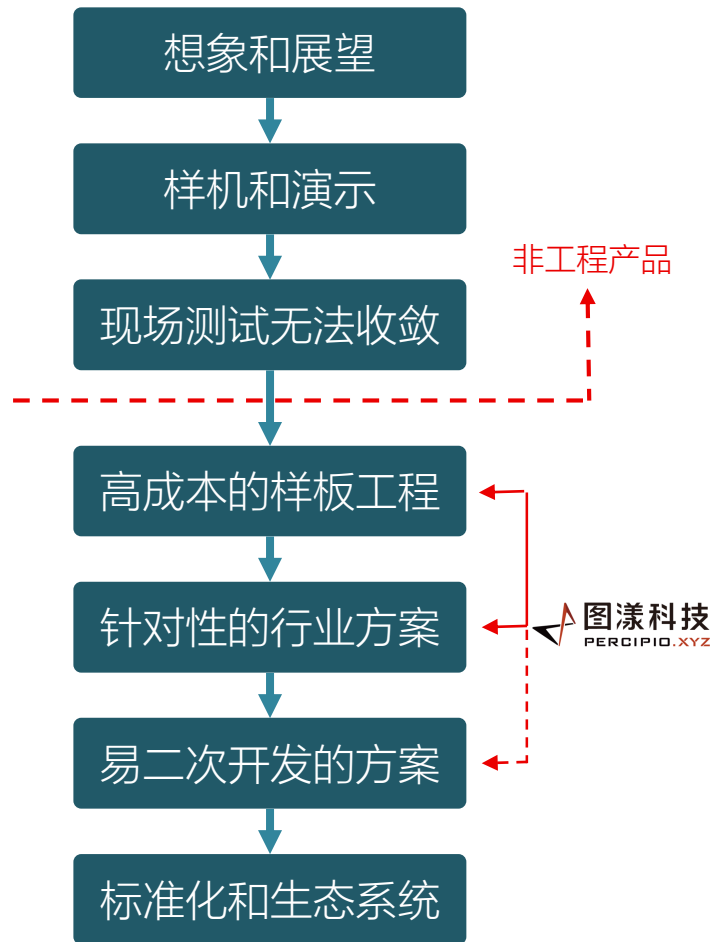 想象和展望
样机和演示
非工程产品
现场测试无法收敛
高成本的样板工程
针对性的行业方案
图漾科技
PERCIPIO.XYZ
易二次开发的方案
标准化和生态系统